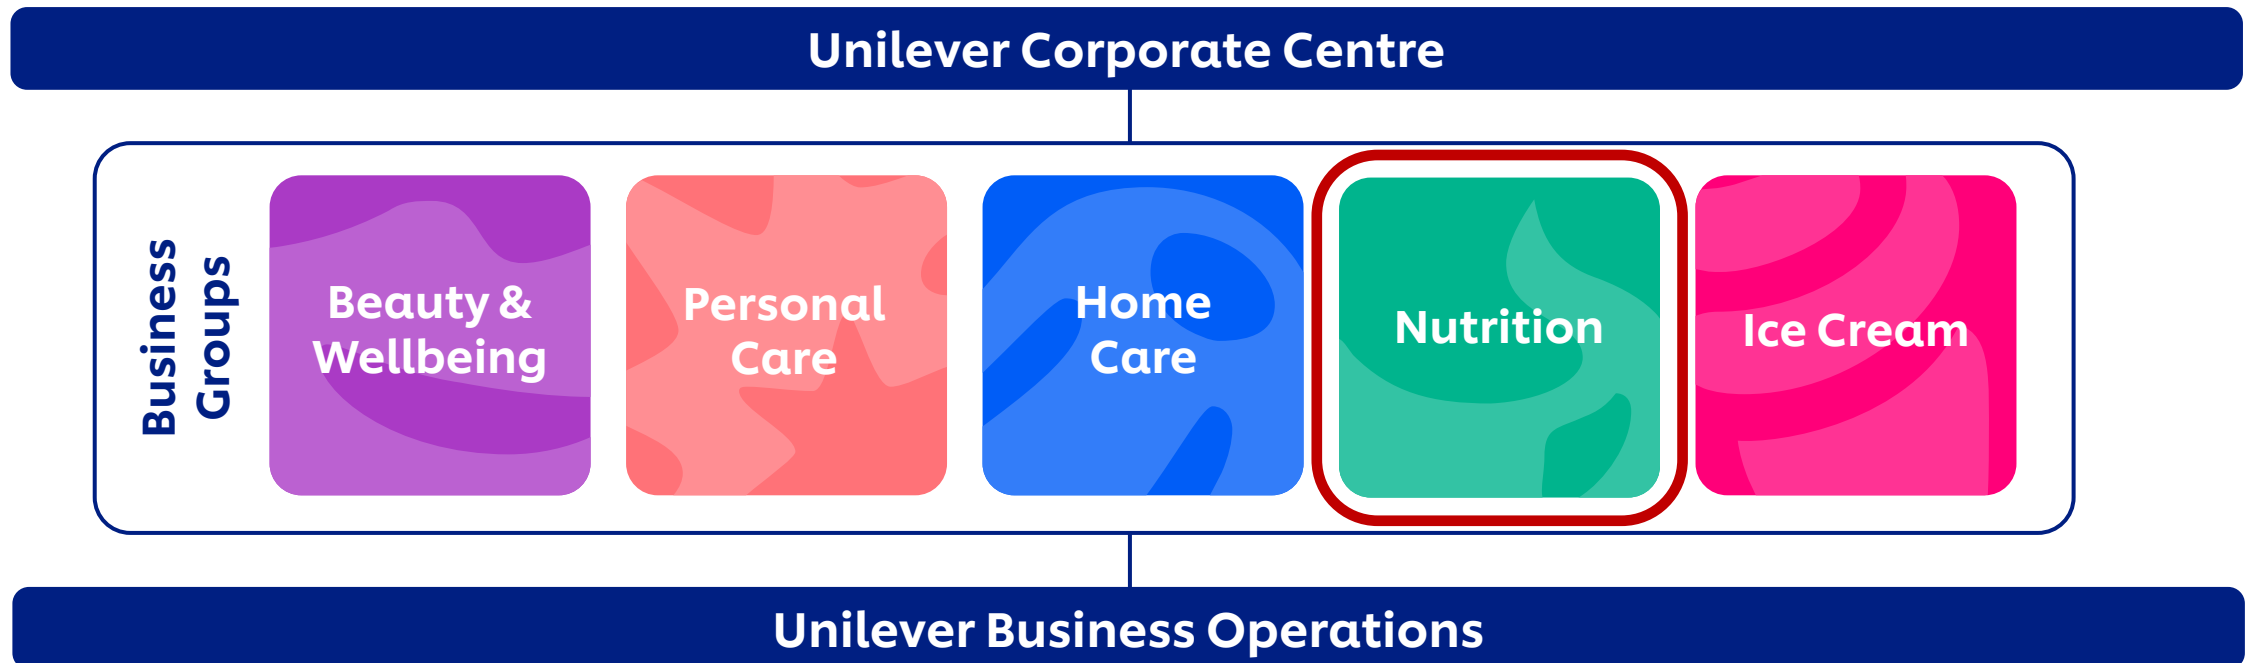 Unilever Corporate Centre
Business
Groups
Beauty &
Wellbeing
Personal
Care
Home
Care
Nutrition
Ice Cream
Unilever Business Operations